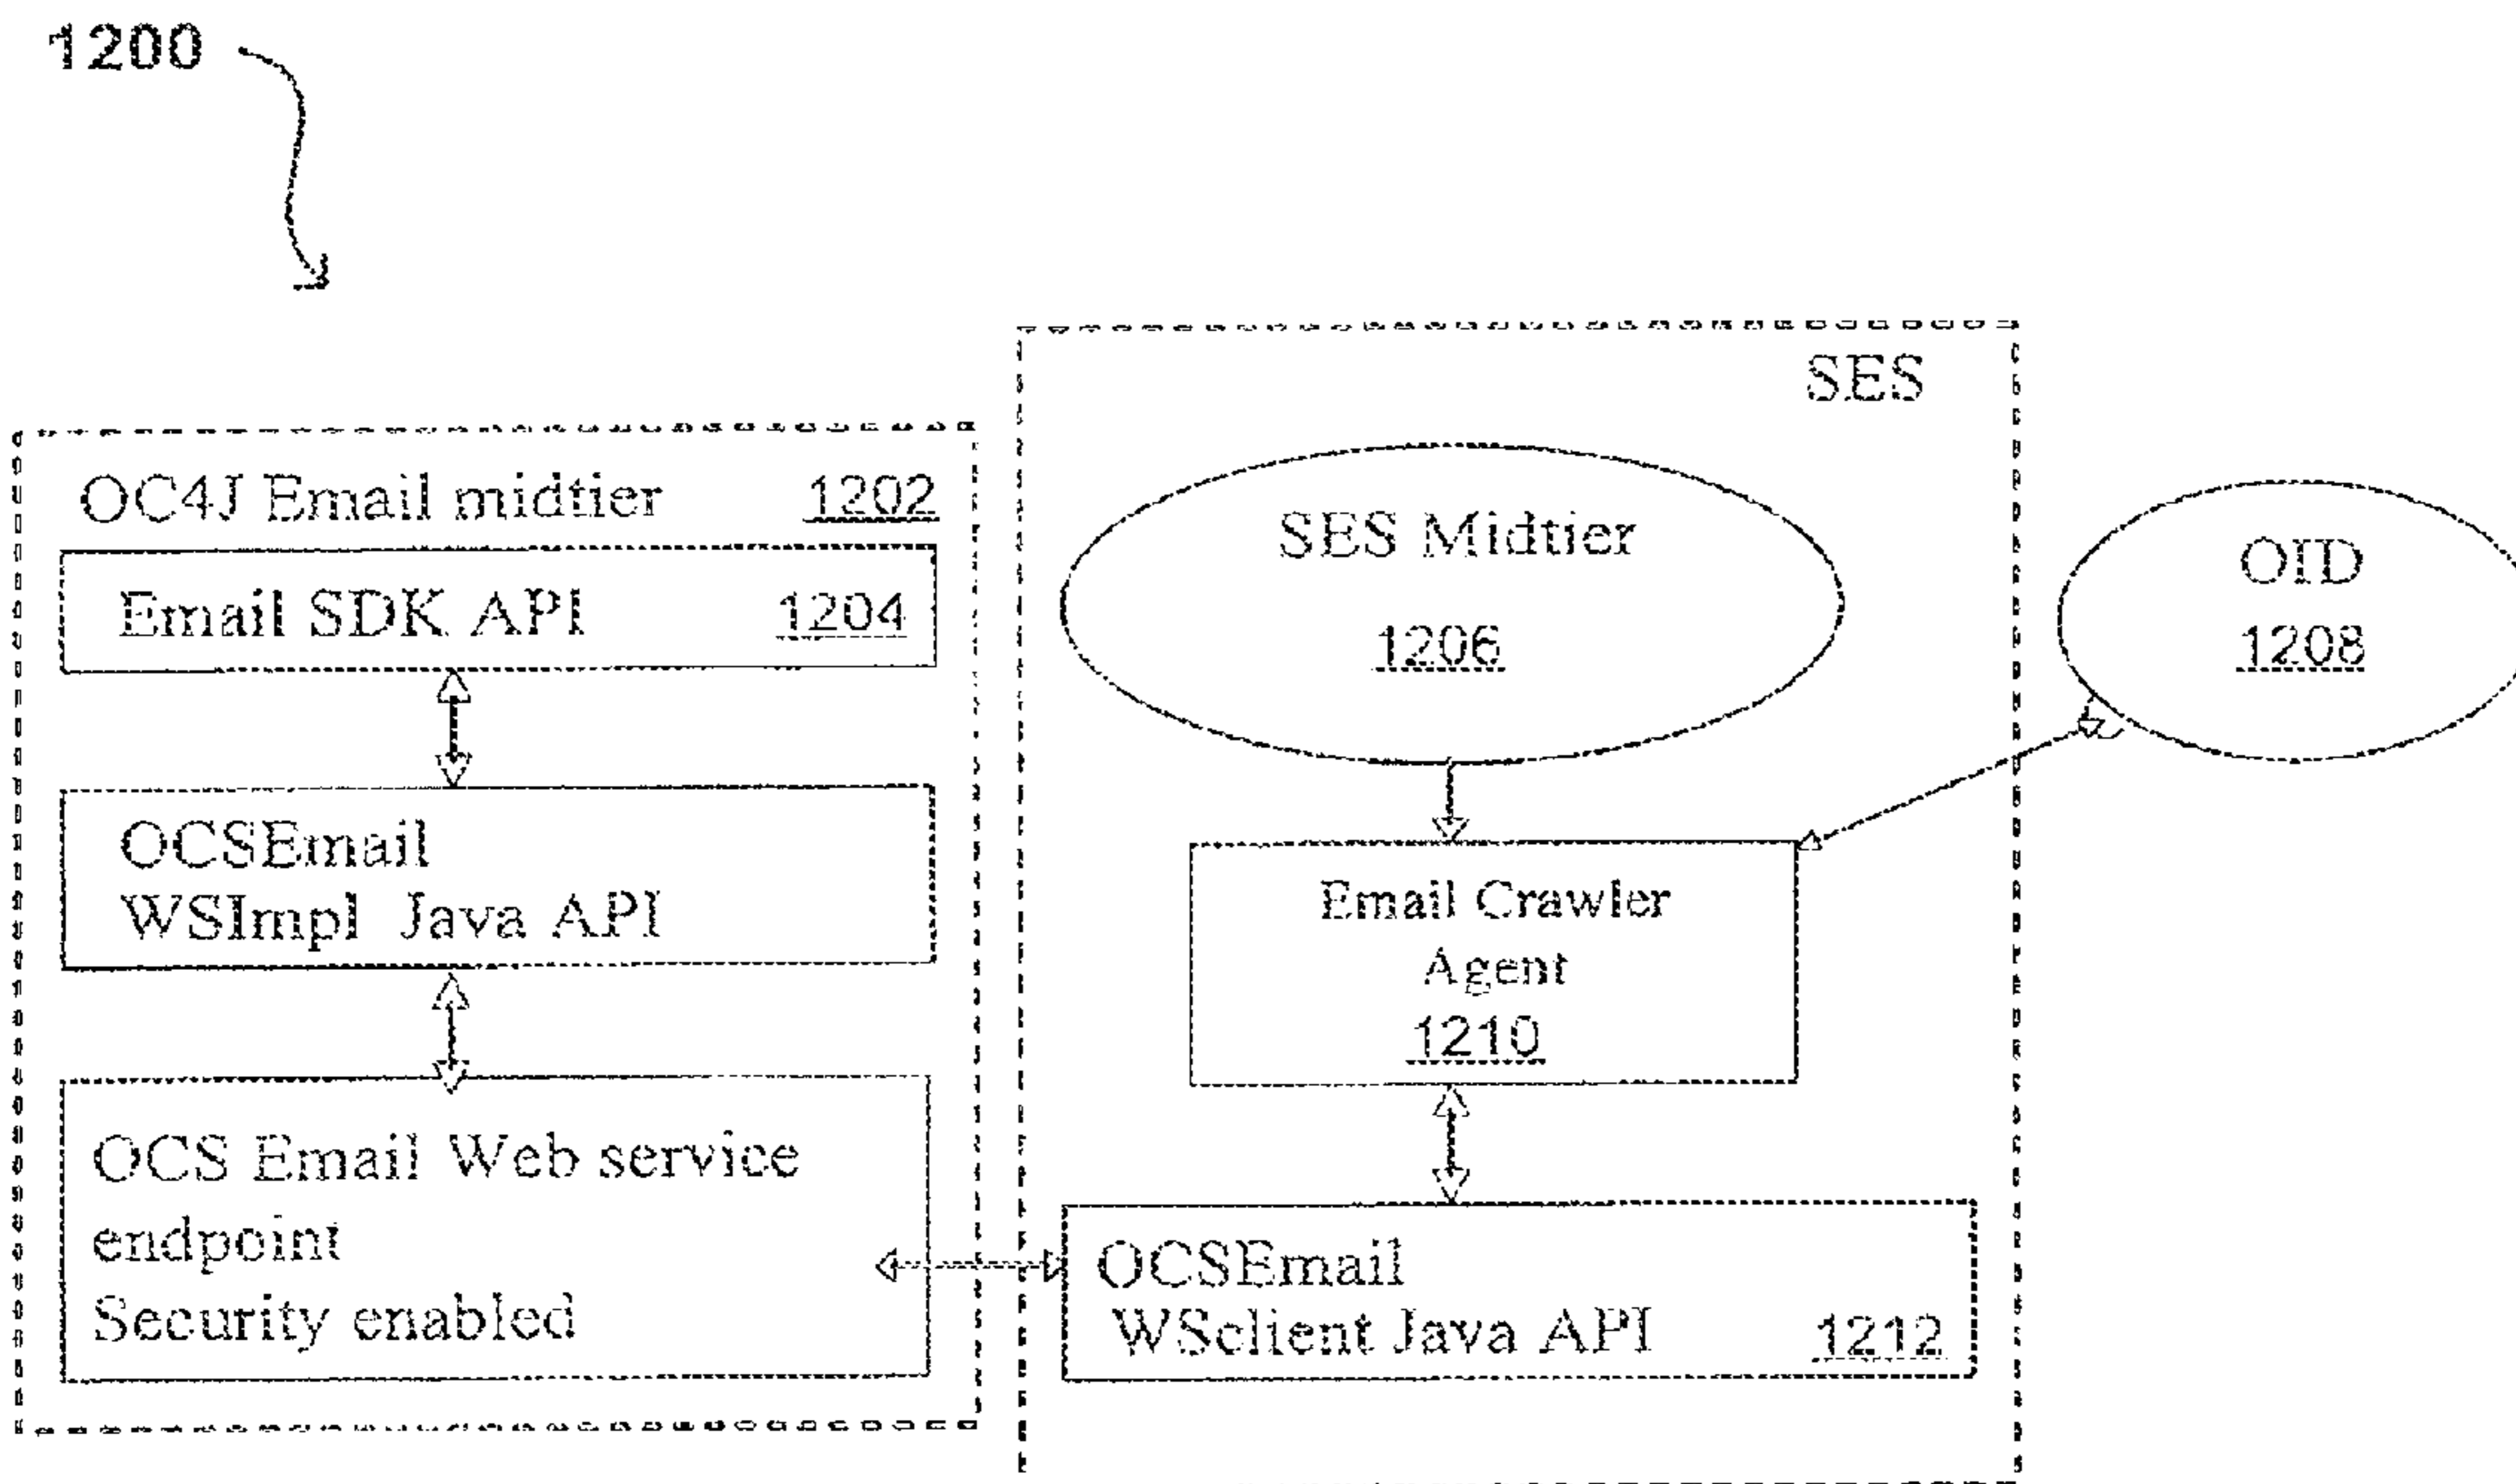 1200
OC4J Email midtier 1202
Email SDK API 1204
OCSEmail
WSImpl Java API
OCS Email Web service
endpoint
Security enabled
SES
SES Midtier
1206
Email Crawler
Agent
1210
OCSEmail
WSclient Java API 1212
OID
1208